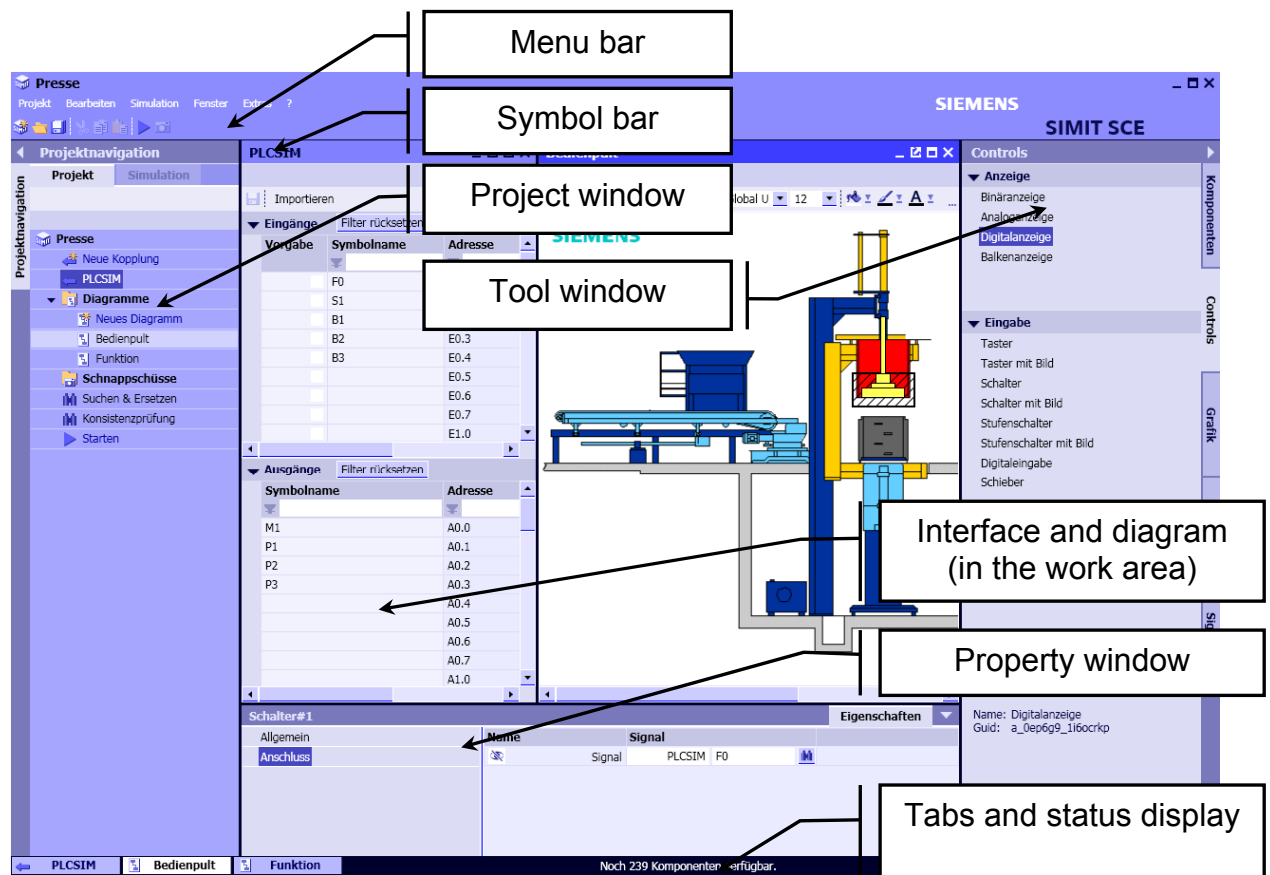 Menu bar
Presse
Projekt Bearbeiten Simulation Fenster Extras ?
SIEMENS
SIMIT SCE
Symbol bar
Projektnavigation
PLCSIM
Bedienpult
Controls
Projektnavigation
Projekt Simulation
Importieren
Project window
Global U 12
Eingänge Filter rücksetzen
Vorgabe Symbolname Adresse
F0
S1
B1
B2 E0.3
B3 E0.4
E0.5
E0.6
E0.7
E1.0
Presse
Neue Kopplung
PLCSIM
Diagramme
Neues Diagramm
Bedienpult
Funktion
Schnappschüsse
Suchen & Ersetzen
Konsistenzprüfung
Starten
Tool window
SIEMENS
Anzeige
Binäranzeige
Analoganzeige
Digitalanzeige
Balkenanzeige
Eingabe
Taster
Taster mit Bild
Schalter
Schalter mit Bild
Stufenschalter
Stufenschalter mit Bild
Digitaleingabe
Schieber
Komponenten
Controls
Grafik
Ausgänge Filter rücksetzen
Symbolname Adresse
M1 A0.0
P1 A0.1
P2 A0.2
P3 A0.3
A0.4
A0.5
A0.6
A0.7
A1.0
Interface and diagram
(in the work area)
Property window
Schalter#1
Eigenschaften
Allgemein
Anschluss
Name Signal
Signal PLCSIM F0
Name: Digitalanzeige
Guid: a_0ep6g9_1i6ocrkp
Tabs and status display
PLCSIM Bedienpult Funktion
Noch 239 Komponenten verfügbar.